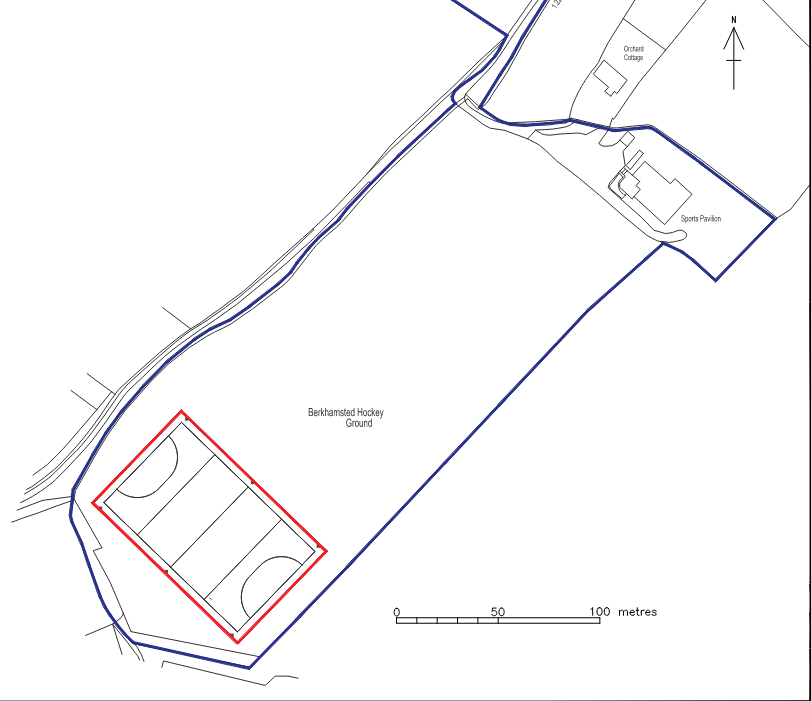 N
Orchard
Cottage
Sports Pavilion
Berkhamsted Hockey
Ground
0 50 100 metres